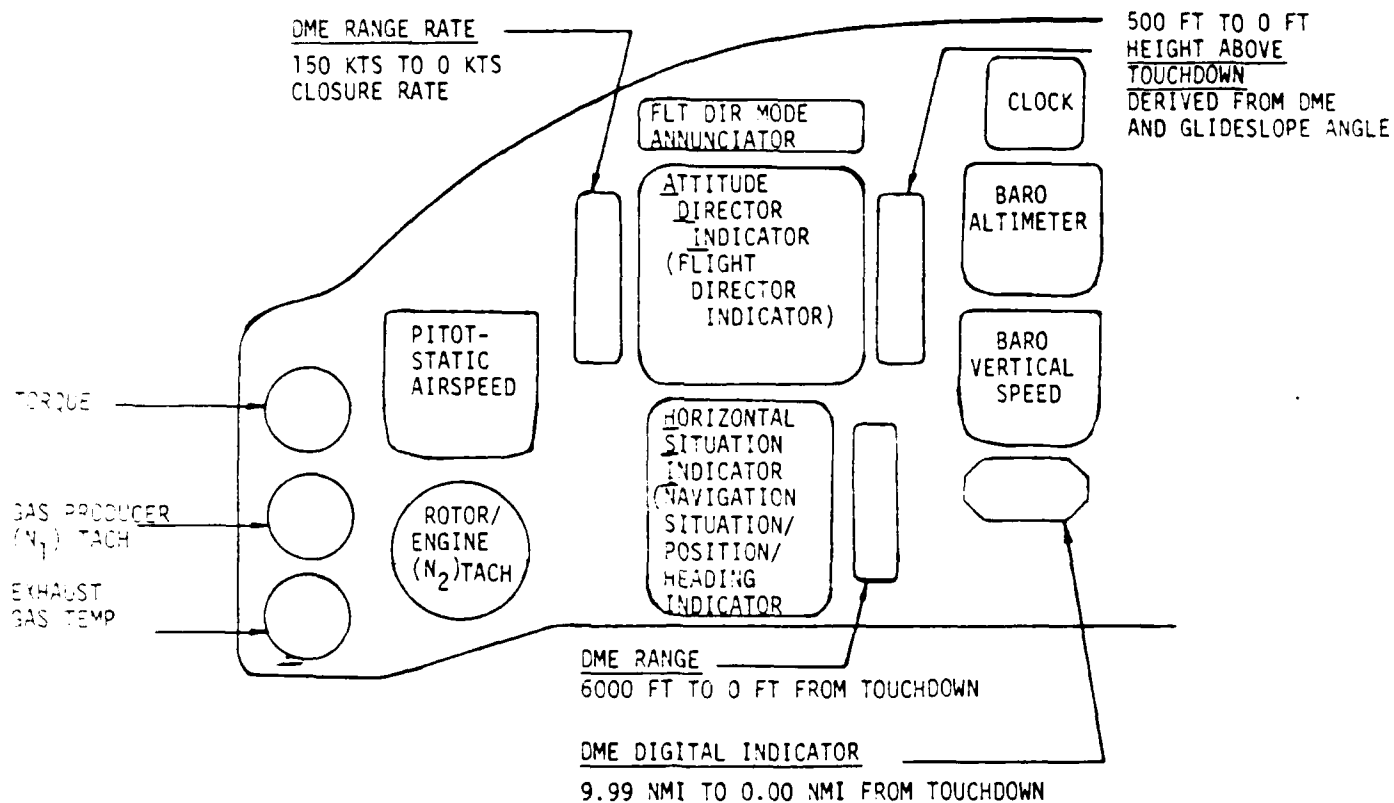 DME RANGE RATE
150 KTS TO 0 KTS
CLOSURE RATE
500 FT TO 0 FT
HEIGHT ABOVE
TOUCHDOWN
DERIVED FROM DME
AND GLIDESLOPE ANGLE
FLT DIR MODE
ANNUNCIATOR
CLOCK
ATTITUDE
DIRECTOR
INDICATOR
(FLIGHT
DIRECTOR
INDICATOR)
BARO
ALTIMETER
PITOT-
STATIC
AIRSPEED
BARO
VERTICAL
SPEED
TORQUE
HORIZONTAL
SITUATION
INDICATOR
(NAVIGATION
SITUATION/
POSITION/
HEADING
INDICATOR
GAS PRODUCER
(N1) TACH
ROTOR/
ENGINE
(N2)TACH
EXHAUST
GAS TEMP
DME RANGE
6000 FT TO 0 FT FROM TOUCHDOWN
DME DIGITAL INDICATOR
9.99 NMI TO 0.00 NMI FROM TOUCHDOWN